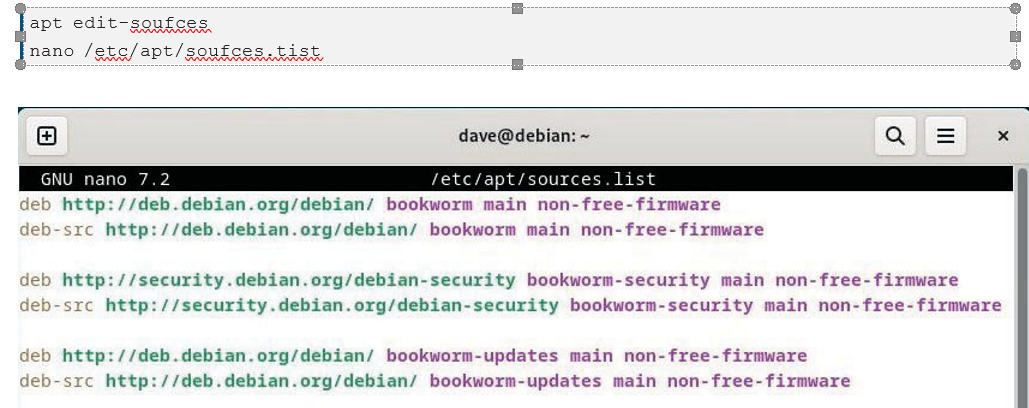 apt edit-soufces
nano /etc/apt/soufces.tist
dave@debian: ~
GNU nano 7.2 /etc/apt/sources.list
deb http://deb.debian.org/debian/ bookworm main non-free-firmware
deb-src http://deb.debian.org/debian/ bookworm main non-free-firmware
deb http://security.debian.org/debian-security bookworm-security main non-free-firmware
deb-src http://security.debian.org/debian-security bookworm-security main non-free-firmware
deb http://deb.debian.org/debian/ bookworm-updates main non-free-firmware
deb-src http://deb.debian.org/debian/ bookworm-updates main non-free-firmware